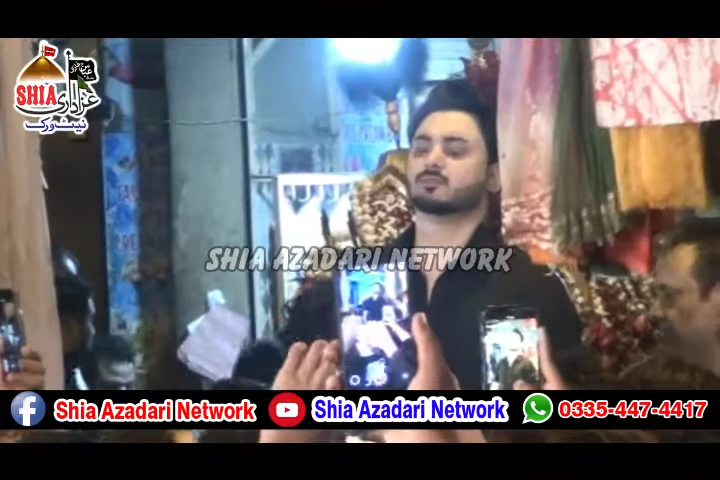 SHIA
عزاداری
نیٹ ورک
SHIA AZADARI NETWORK
Shia Azadari Network
Shia Azadari Network
0335-447-4417